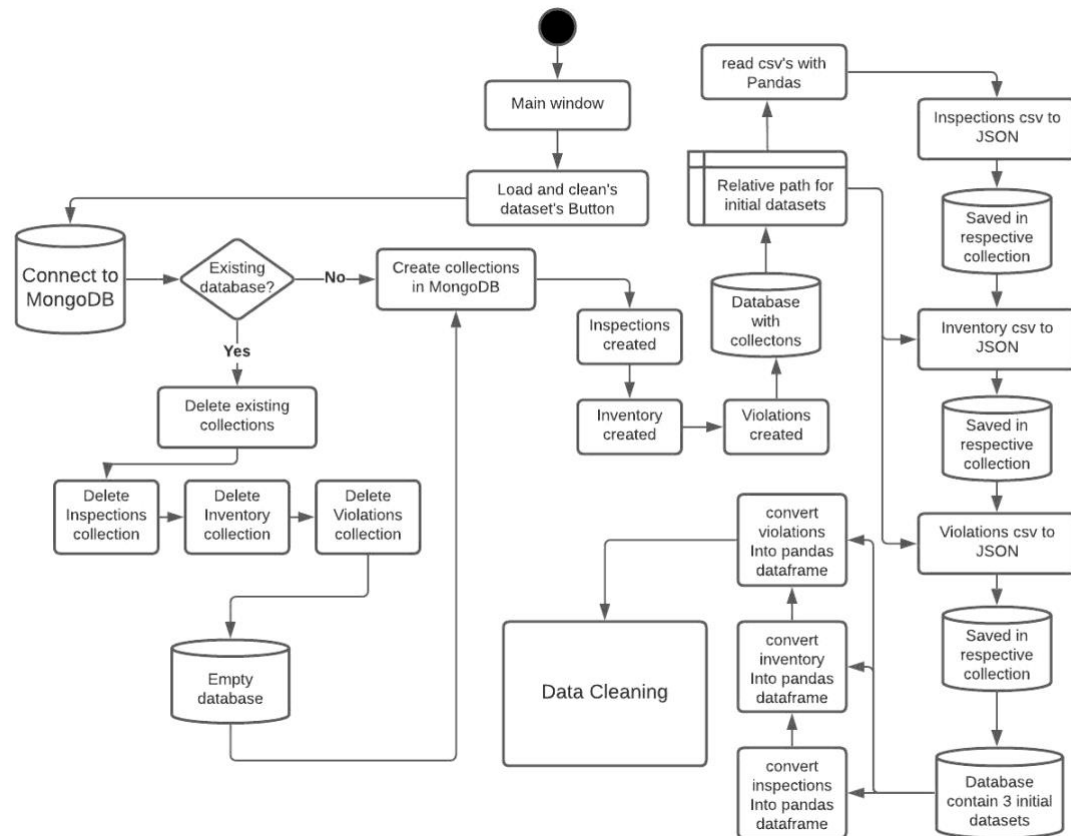 Main window
Load and clean's
dataset's Button
Connect to
MongoDB
Existing
database?
No
Yes
Create collections
in MongoDB
Delete existing
collections
Delete
Inspections
collection
Delete
Inventory
collection
Delete
Violations
collection
Empty
database
Inspections
created
Inventory
created
Violations
created
Database
with
collectons
Relative path for
initial datasets
read csv's with
Pandas
Inspections csv to
JSON
Saved in
respective
collection
Inventory csv to
JSON
Saved in
respective
collection
Violations csv to
JSON
Saved in
respective
collection
Database
contain 3 initial
datasets
convert
inspections
Into pandas
dataframe
convert
inventory
Into pandas
dataframe
convert
violations
Into pandas
dataframe
Data Cleaning